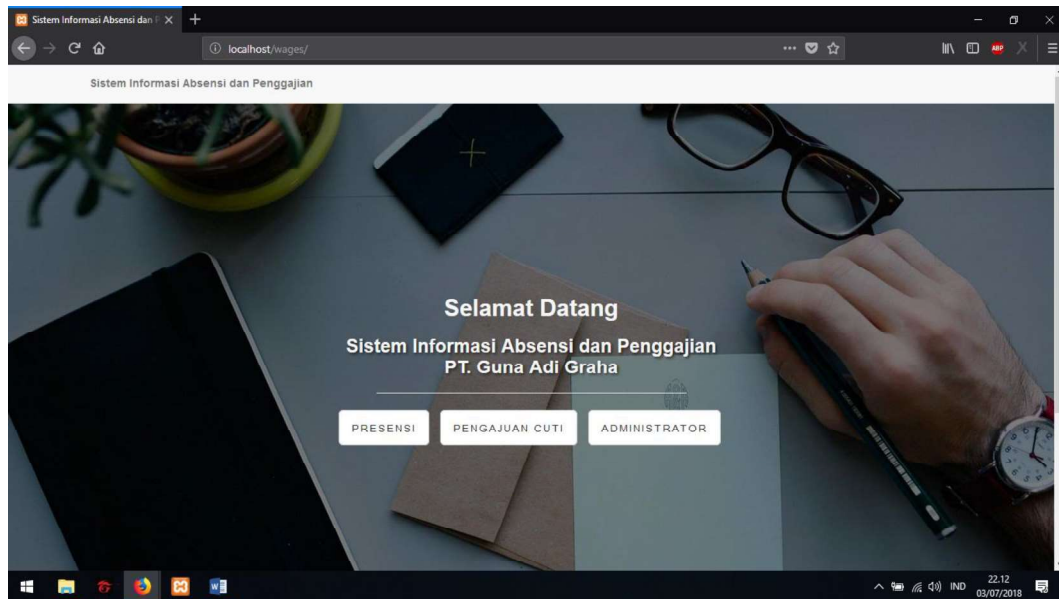 Sistem Informasi Absensi dan P
localhost/wages/
ABP
Sistem Informasi Absensi dan Penggajian
Selamat Datang
Sistem Informasi Absensi dan Penggajian
PT. Guna Adi Graha
PRESENSI PENGAJUAN CUTI ADMINISTRATOR
IND
22.12
03/07/2018